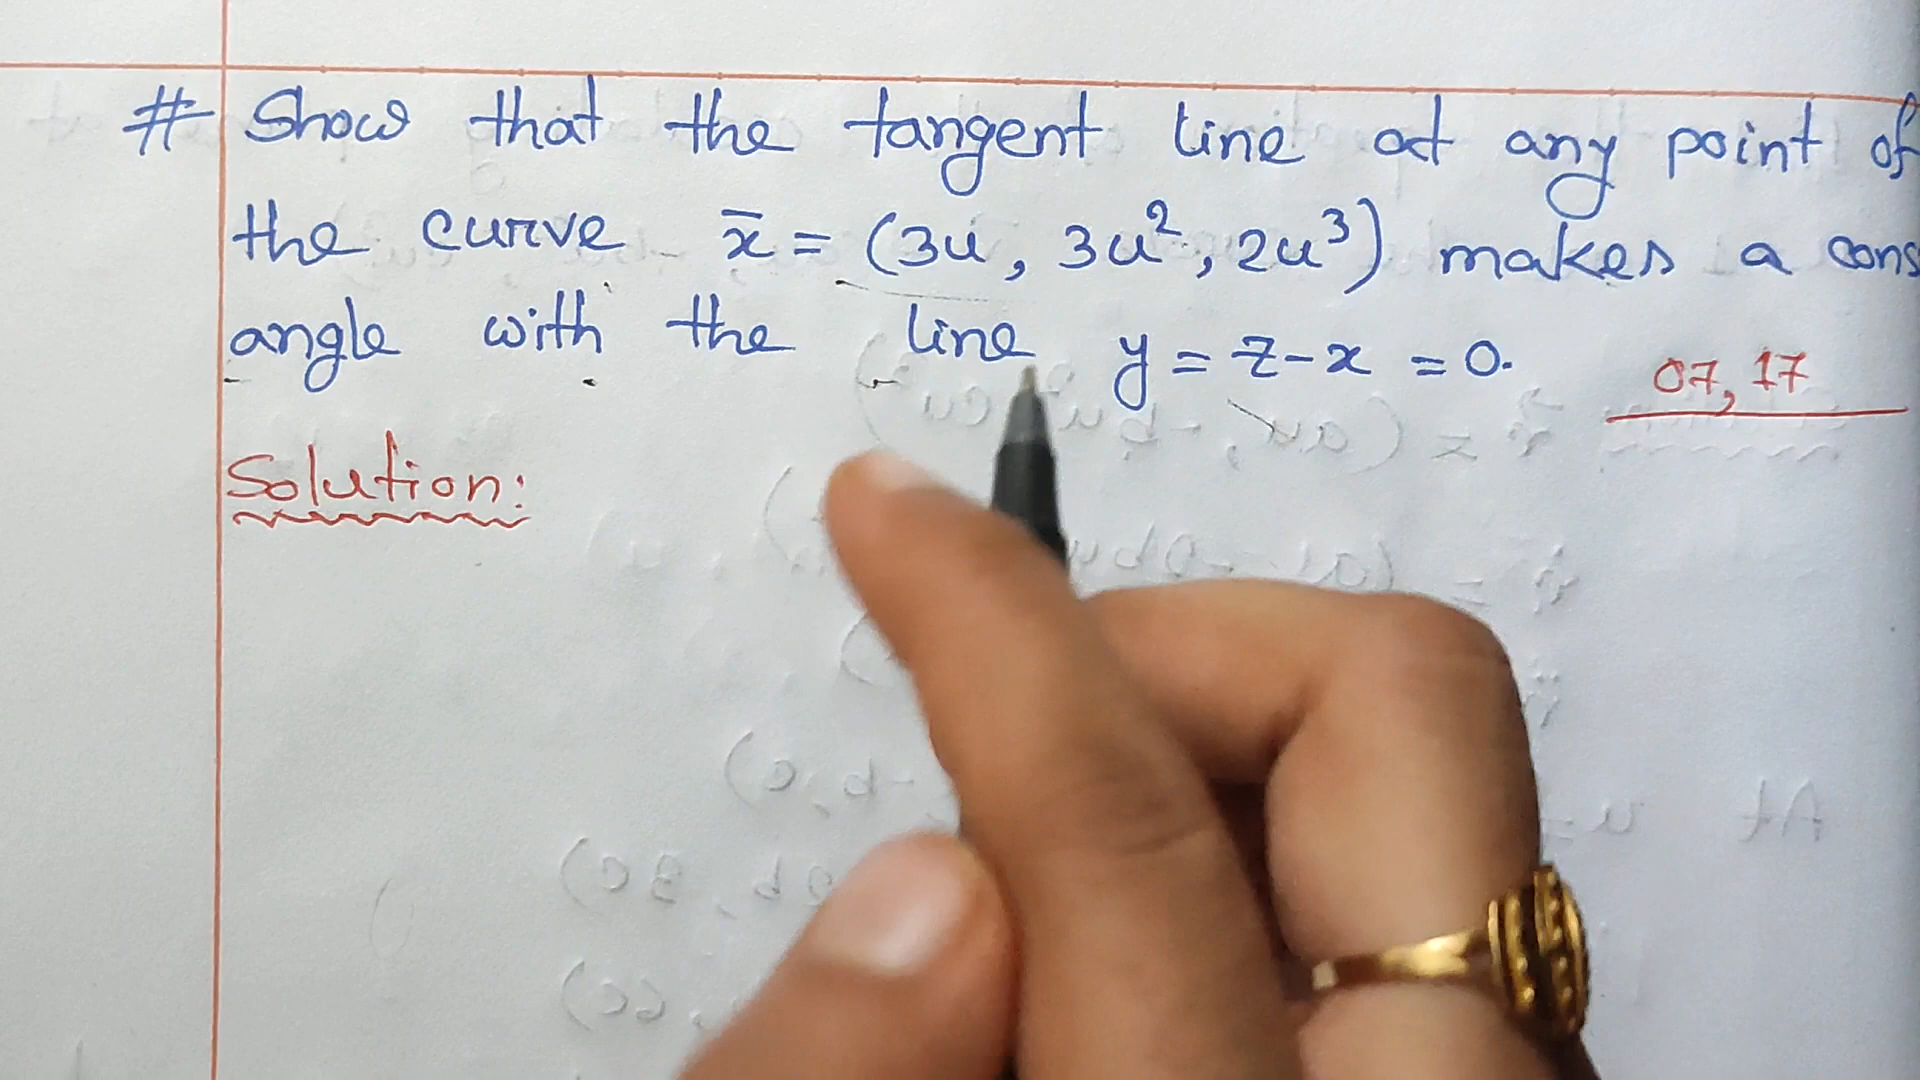 # Show that the tangent line at any point of
the curve x̄ = (3u, 3u², 2u³) makes a cons
angle with the line y = z-x = 0.
07, 17
Solution: